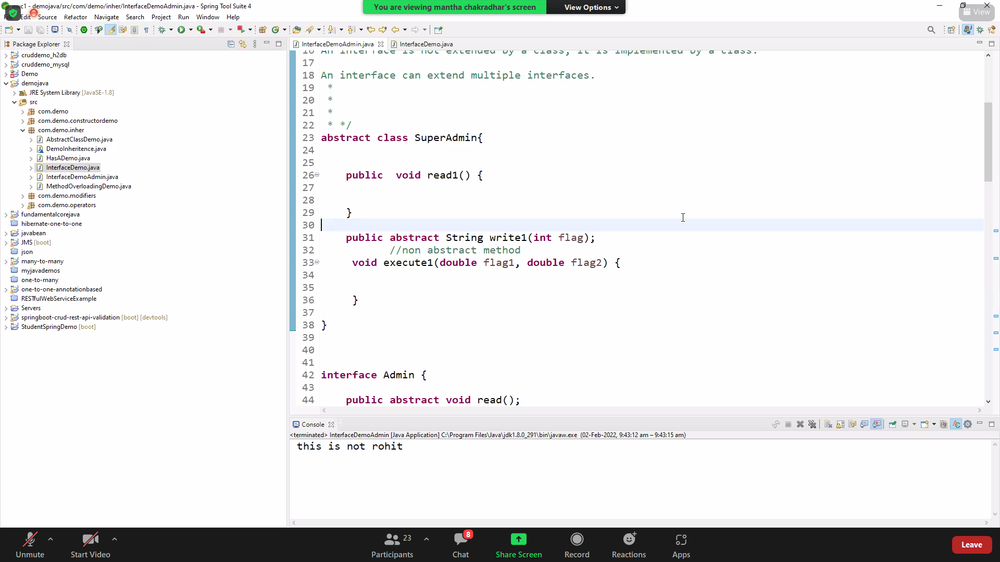 pwc1 - demojava/src/com/demo/inher/InterfaceDemoAdmin.java - Spring Tool Suite 4
You are viewing mantha chakradhar's screen
View Options
View
Edit Source Refactor Navigate Search Project Run Window Help
Package Explorer
InterfaceDemoAdmin.java
InterfaceDemo.java
cruddemo_h2db
cruddemo_mysql
Demo
demojava
JRE System Library [JavaSE-1.8]
src
com.demo
com.demo.constructordemo
com.demo.inher
AbstractClassDemo.java
DemoInheritence.java
HasADemo.java
InterfaceDemo.java
InterfaceDemoAdmin.java
MethodOverloadingDemo.java
com.demo.modifiers
com.demo.operators
fundamentalcorejava
hibernate-one-to-one
javabean
JMS [boot]
json
many-to-many
myjavademos
one-to-many
one-to-one-annotationbased
RESTfulWebServiceExample
Servers
springboot-crud-rest-api-validation [boot] [devtools]
StudentSpringDemo [boot]
16 An interface is not extended by a class; it is implemented by a class.
17
18 An interface can extend multiple interfaces.
19 *
20 *
21 *
22 * */
23 abstract class SuperAdmin{
24
25
26 public  void read1() {
27
28
29 }
30
31 public abstract String write1(int flag);
32 //non abstract method
33 void execute1(double flag1, double flag2) {
34
35
36 }
37
38 }
39
40
41
42 interface Admin {
43
44 public abstract void read();
Console
<terminated> InterfaceDemoAdmin [Java Application] C:\Program Files\Java\jdk1.8.0_291\bin\javaw.exe (02-Feb-2022, 9:43:12 am – 9:43:15 am)
this is not rohit
Unmute
Start Video
Participants 23
Chat 8
Share Screen
Record
Reactions
Apps
Leave